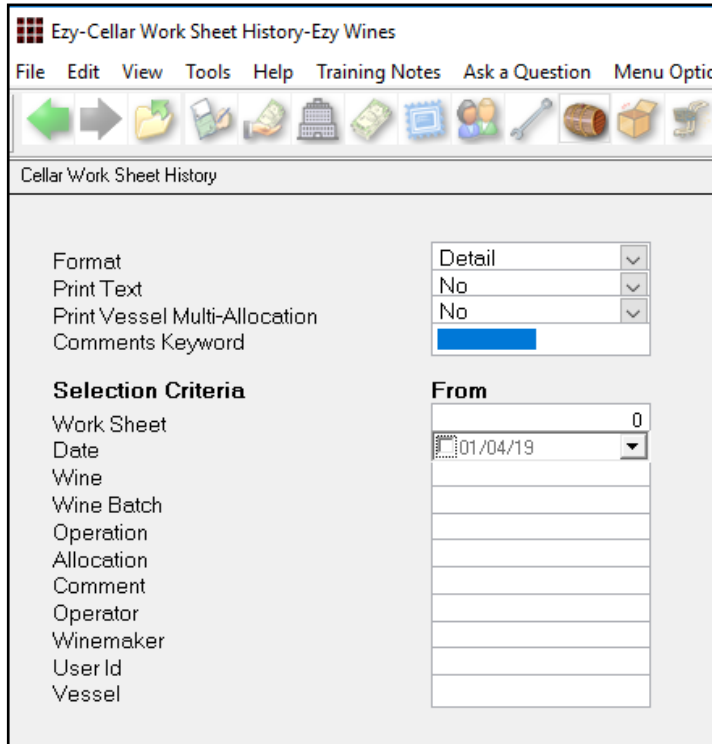 Ezy-Cellar Work Sheet History-Ezy Wines
File Edit View Tools Help Training Notes Ask a Question Menu Optio
Cellar Work Sheet History
Format Detail
Print Text No
Print Vessel Multi-Allocation No
Comments Keyword
Selection Criteria From
Work Sheet 0
Date 01/04/19
Wine
Wine Batch
Operation
Allocation
Comment
Operator
Winemaker
User Id
Vessel